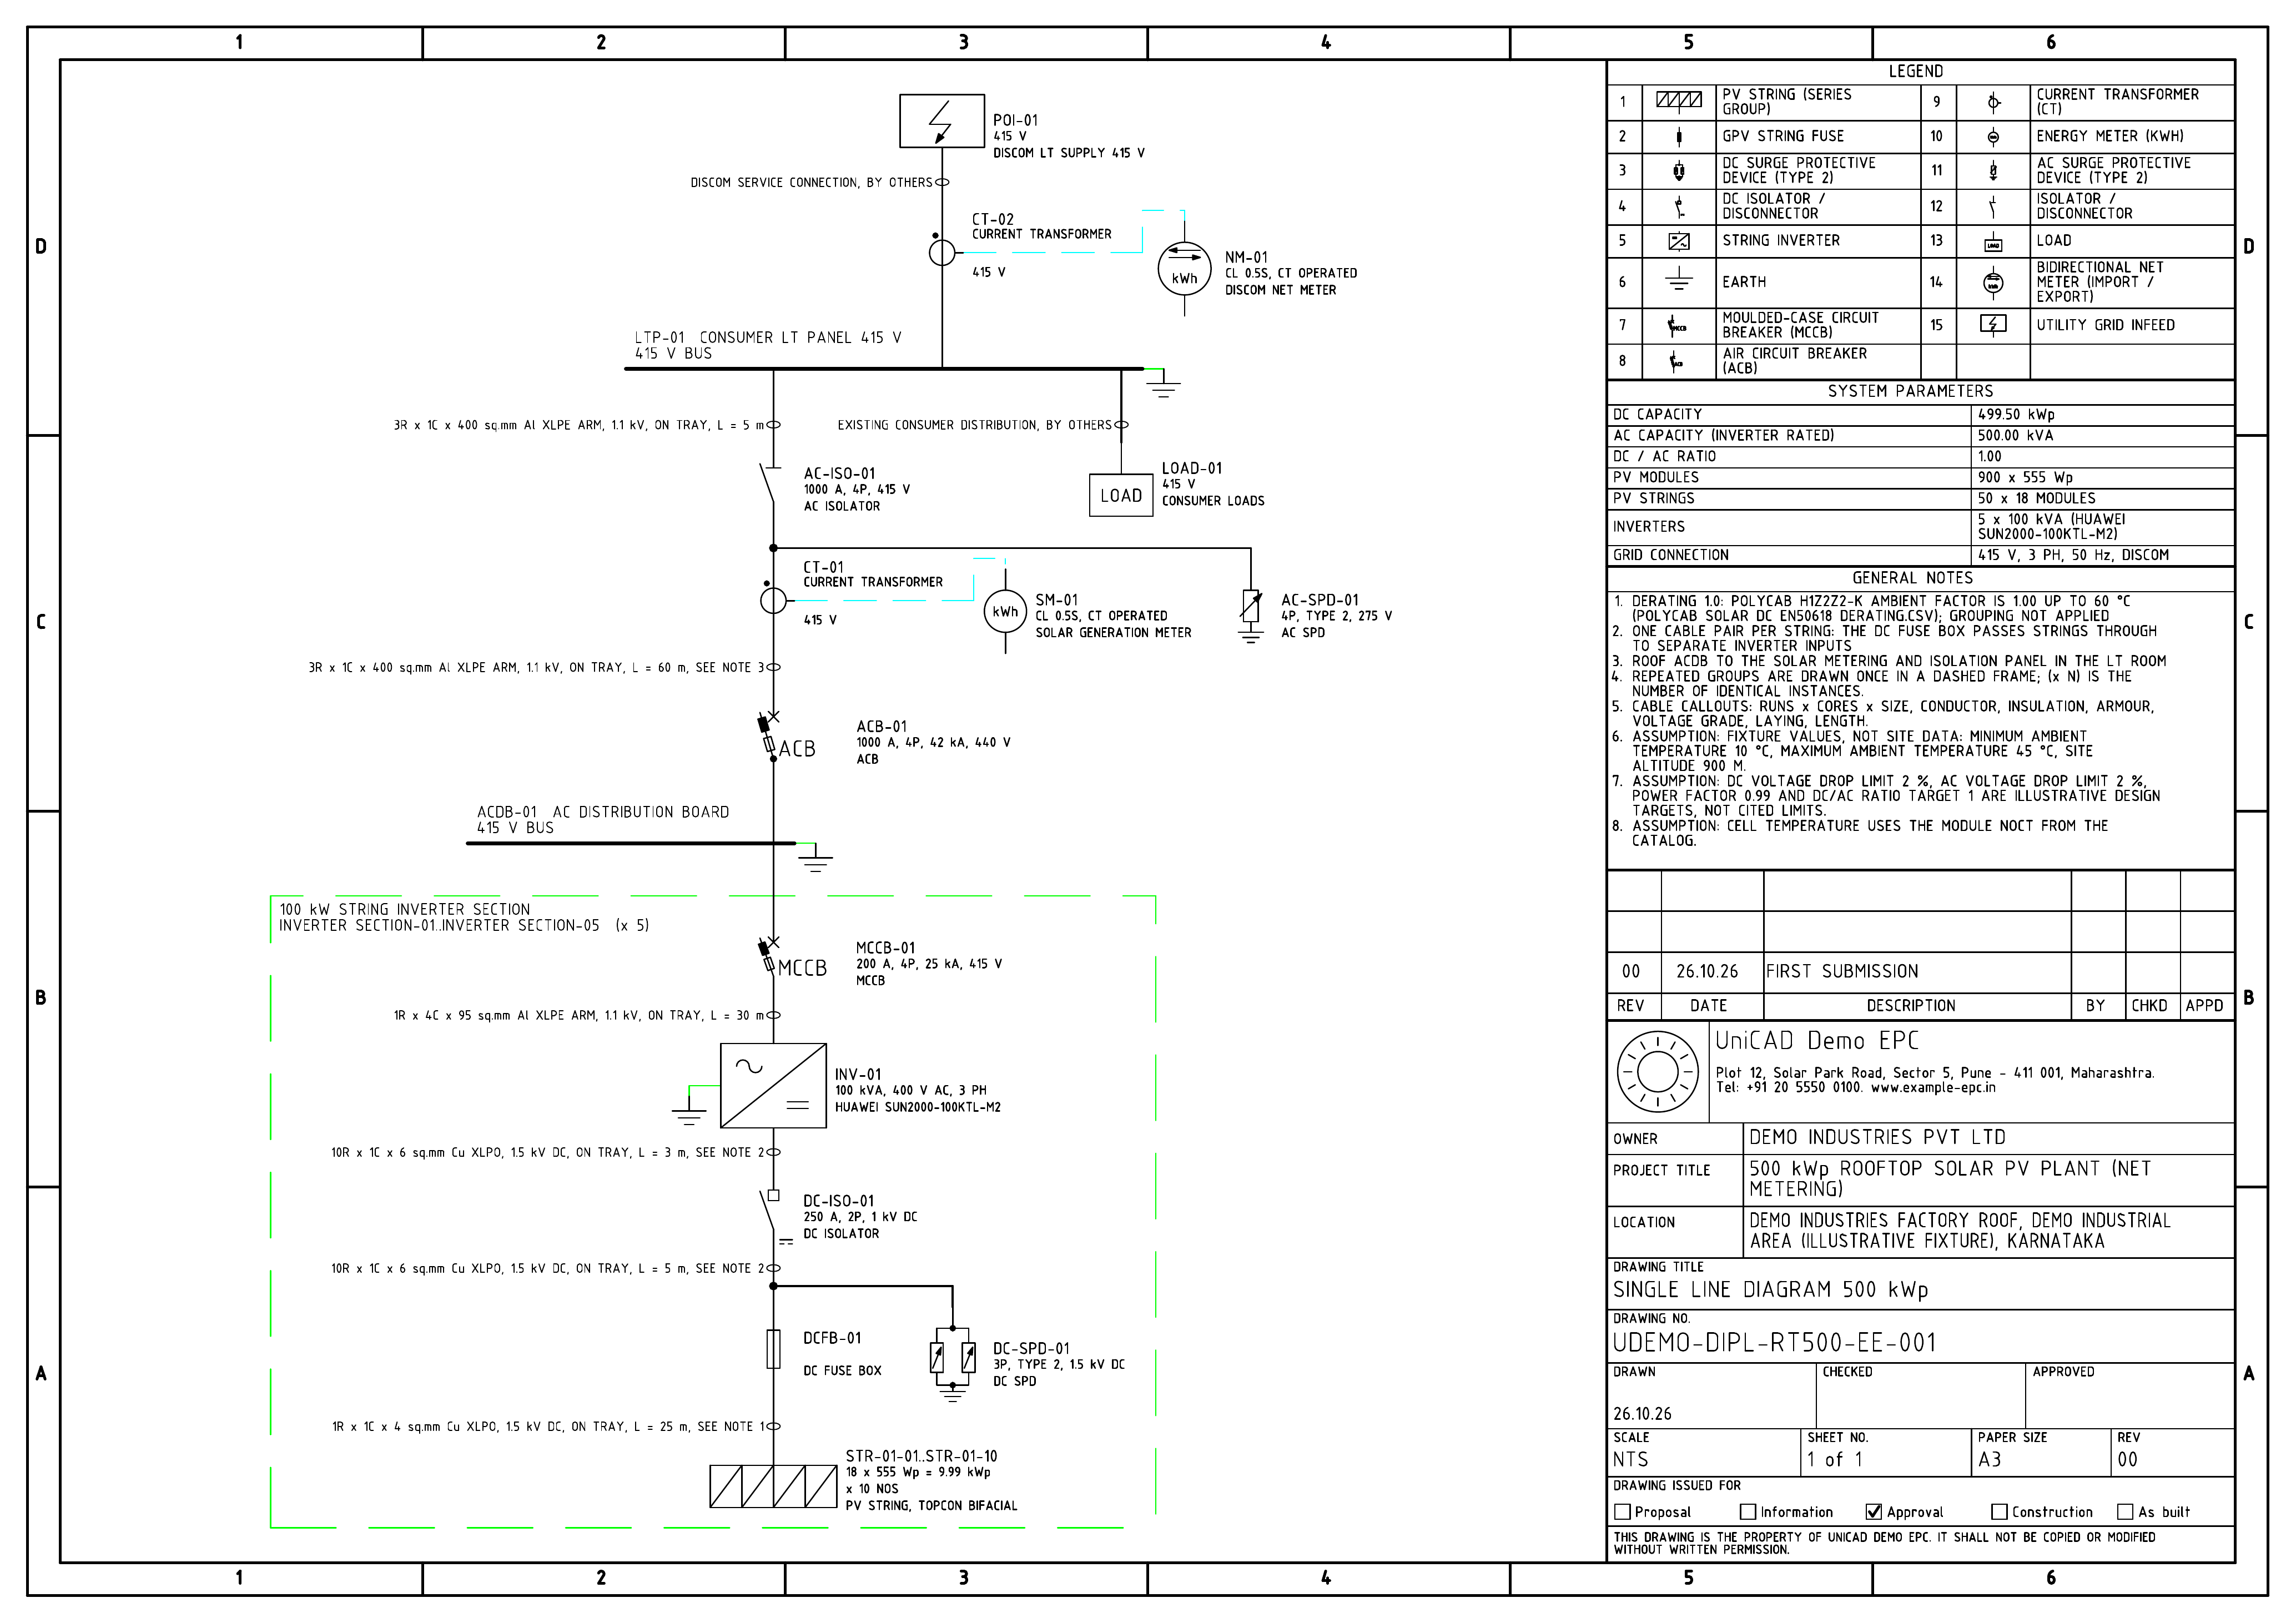 1 2 3 4 5 6
D
C
B
A
POI-01
415 V
DISCOM LT SUPPLY 415 V
DISCOM SERVICE CONNECTION, BY OTHERS
CT-02
CURRENT TRANSFORMER
415 V
NM-01
CL 0.5S, CT OPERATED
DISCOM NET METER
kWh
LTP-01 CONSUMER LT PANEL 415 V
415 V BUS
3R x 1C x 400 sq.mm Al XLPE ARM, 1.1 kV, ON TRAY, L = 5 m
EXISTING CONSUMER DISTRIBUTION, BY OTHERS
AC-ISO-01
1000 A, 4P, 415 V
AC ISOLATOR
LOAD
LOAD-01
415 V
CONSUMER LOADS
CT-01
CURRENT TRANSFORMER
415 V
kWh
SM-01
CL 0.5S, CT OPERATED
SOLAR GENERATION METER
AC-SPD-01
4P, TYPE 2, 275 V
AC SPD
3R x 1C x 400 sq.mm Al XLPE ARM, 1.1 kV, ON TRAY, L = 60 m, SEE NOTE 3
ACB
ACB-01
1000 A, 4P, 42 kA, 440 V
ACB
ACDB-01 AC DISTRIBUTION BOARD
415 V BUS
100 kW STRING INVERTER SECTION
INVERTER SECTION-01..INVERTER SECTION-05 (x 5)
MCCB
MCCB-01
200 A, 4P, 25 kA, 415 V
MCCB
1R x 4C x 95 sq.mm Al XLPE ARM, 1.1 kV, ON TRAY, L = 30 m
INV-01
100 kVA, 400 V AC, 3 PH
HUAWEI SUN2000-100KTL-M2
10R x 1C x 6 sq.mm Cu XLPO, 1.5 kV DC, ON TRAY, L = 3 m, SEE NOTE 2
DC-ISO-01
250 A, 2P, 1 kV DC
DC ISOLATOR
10R x 1C x 6 sq.mm Cu XLPO, 1.5 kV DC, ON TRAY, L = 5 m, SEE NOTE 2
DCFB-01
DC FUSE BOX
DC-SPD-01
3P, TYPE 2, 1.5 kV DC
DC SPD
1R x 1C x 4 sq.mm Cu XLPO, 1.5 kV DC, ON TRAY, L = 25 m, SEE NOTE 1
STR-01-01..STR-01-10
18 x 555 Wp = 9.99 kWp
x 10 NOS
PV STRING, TOPCON BIFACIAL
LEGEND
1 PV STRING (SERIES
GROUP)
9 CURRENT TRANSFORMER
(CT)
2 GPV STRING FUSE
10 ENERGY METER (KWH)
3 DC SURGE PROTECTIVE
DEVICE (TYPE 2)
11 AC SURGE PROTECTIVE
DEVICE (TYPE 2)
4 DC ISOLATOR /
DISCONNECTOR
12 ISOLATOR /
DISCONNECTOR
5 STRING INVERTER
13 LOAD LOAD
6 EARTH
14 BIDIRECTIONAL NET
METER (IMPORT /
EXPORT)
7 MCCB MOULDED-CASE CIRCUIT
BREAKER (MCCB)
15 UTILITY GRID INFEED
8 ACB AIR CIRCUIT BREAKER
(ACB)
SYSTEM PARAMETERS
DC CAPACITY 499.50 kWp
AC CAPACITY (INVERTER RATED) 500.00 kVA
DC / AC RATIO 1.00
PV MODULES 900 x 555 Wp
PV STRINGS 50 x 18 MODULES
INVERTERS 5 x 100 kVA (HUAWEI
SUN2000-100KTL-M2)
GRID CONNECTION 415 V, 3 PH, 50 Hz, DISCOM
GENERAL NOTES
1. DERATING 1.0: POLYCAB H1Z2Z2-K AMBIENT FACTOR IS 1.00 UP TO 60 °C
(POLYCAB SOLAR DC EN50618 DERATING.CSV); GROUPING NOT APPLIED
2. ONE CABLE PAIR PER STRING: THE DC FUSE BOX PASSES STRINGS THROUGH
TO SEPARATE INVERTER INPUTS
3. ROOF ACDB TO THE SOLAR METERING AND ISOLATION PANEL IN THE LT ROOM
4. REPEATED GROUPS ARE DRAWN ONCE IN A DASHED FRAME; (x N) IS THE
NUMBER OF IDENTICAL INSTANCES.
5. CABLE CALLOUTS: RUNS x CORES x SIZE, CONDUCTOR, INSULATION, ARMOUR,
VOLTAGE GRADE, LAYING, LENGTH.
6. ASSUMPTION: FIXTURE VALUES, NOT SITE DATA: MINIMUM AMBIENT
TEMPERATURE 10 °C, MAXIMUM AMBIENT TEMPERATURE 45 °C, SITE
ALTITUDE 900 M.
7. ASSUMPTION: DC VOLTAGE DROP LIMIT 2 %, AC VOLTAGE DROP LIMIT 2 %,
POWER FACTOR 0.99 AND DC/AC RATIO TARGET 1 ARE ILLUSTRATIVE DESIGN
TARGETS, NOT CITED LIMITS.
8. ASSUMPTION: CELL TEMPERATURE USES THE MODULE NOCT FROM THE
CATALOG.
00 26.10.26 FIRST SUBMISSION
REV DATE DESCRIPTION BY CHKD APPD
UniCAD Demo EPC
Plot 12, Solar Park Road, Sector 5, Pune - 411 001, Maharashtra.
Tel: +91 20 5550 0100. www.example-epc.in
OWNER DEMO INDUSTRIES PVT LTD
PROJECT TITLE 500 kWp ROOFTOP SOLAR PV PLANT (NET
METERING)
LOCATION DEMO INDUSTRIES FACTORY ROOF, DEMO INDUSTRIAL
AREA (ILLUSTRATIVE FIXTURE), KARNATAKA
DRAWING TITLE
SINGLE LINE DIAGRAM 500 kWp
DRAWING NO.
UDEMO-DIPL-RT500-EE-001
DRAWN CHECKED APPROVED
26.10.26
SCALE SHEET NO. PAPER SIZE REV
NTS 1 of 1 A3 00
DRAWING ISSUED FOR
Proposal Information Approval Construction As built
THIS DRAWING IS THE PROPERTY OF UNICAD DEMO EPC. IT SHALL NOT BE COPIED OR MODIFIED
WITHOUT WRITTEN PERMISSION.
D
C
B
A
1 2 3 4 5 6